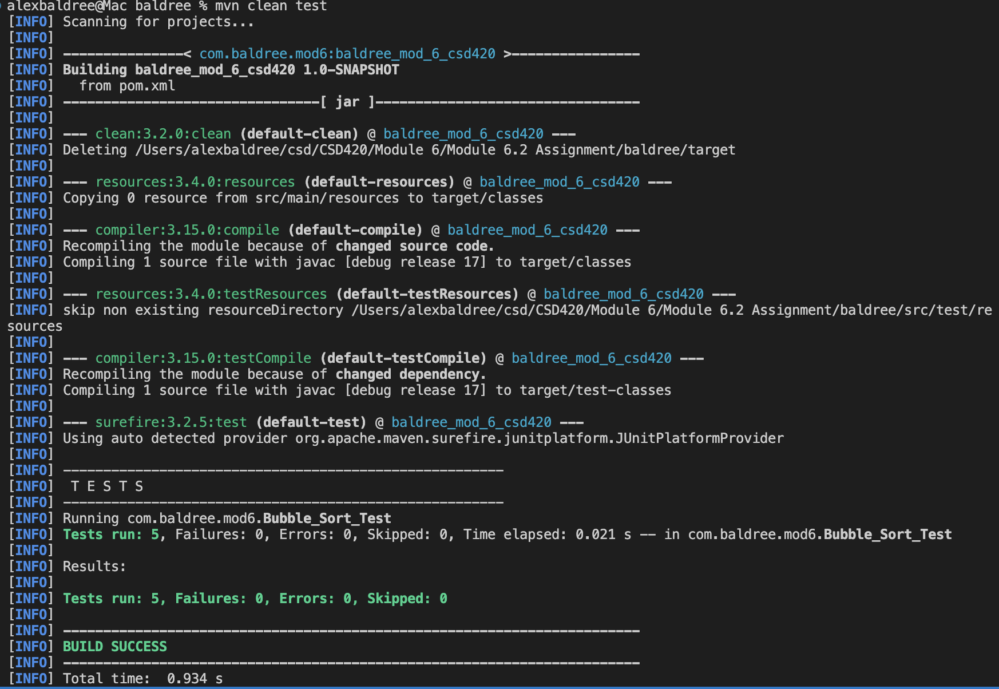 alexbaldree@Mac baldree % mvn clean test
[INFO] Scanning for projects...
[INFO]
[INFO] ---------------< com.baldree.mod6:baldree_mod_6_csd420 >----------------
[INFO] Building baldree_mod_6_csd420 1.0-SNAPSHOT
[INFO]   from pom.xml
[INFO] --------------------------------[ jar ]---------------------------------
[INFO]
[INFO] --- clean:3.2.0:clean (default-clean) @ baldree_mod_6_csd420 ---
[INFO] Deleting /Users/alexbaldree/csd/CSD420/Module 6/Module 6.2 Assignment/baldree/target
[INFO]
[INFO] --- resources:3.4.0:resources (default-resources) @ baldree_mod_6_csd420 ---
[INFO] Copying 0 resource from src/main/resources to target/classes
[INFO]
[INFO] --- compiler:3.15.0:compile (default-compile) @ baldree_mod_6_csd420 ---
[INFO] Recompiling the module because of changed source code.
[INFO] Compiling 1 source file with javac [debug release 17] to target/classes
[INFO]
[INFO] --- resources:3.4.0:testResources (default-testResources) @ baldree_mod_6_csd420 ---
[INFO] skip non existing resourceDirectory /Users/alexbaldree/csd/CSD420/Module 6/Module 6.2 Assignment/baldree/src/test/re
sources
[INFO]
[INFO] --- compiler:3.15.0:testCompile (default-testCompile) @ baldree_mod_6_csd420 ---
[INFO] Recompiling the module because of changed dependency.
[INFO] Compiling 1 source file with javac [debug release 17] to target/test-classes
[INFO]
[INFO] --- surefire:3.2.5:test (default-test) @ baldree_mod_6_csd420 ---
[INFO] Using auto detected provider org.apache.maven.surefire.junitplatform.JUnitPlatformProvider
[INFO]
[INFO] -------------------------------------------------------
[INFO]  T E S T S
[INFO] -------------------------------------------------------
[INFO] Running com.baldree.mod6.Bubble_Sort_Test
[INFO] Tests run: 5, Failures: 0, Errors: 0, Skipped: 0, Time elapsed: 0.021 s -- in com.baldree.mod6.Bubble_Sort_Test
[INFO]
[INFO] Results:
[INFO]
[INFO] Tests run: 5, Failures: 0, Errors: 0, Skipped: 0
[INFO]
[INFO] ------------------------------------------------------------------------
[INFO] BUILD SUCCESS
[INFO] ------------------------------------------------------------------------
[INFO] Total time:  0.934 s